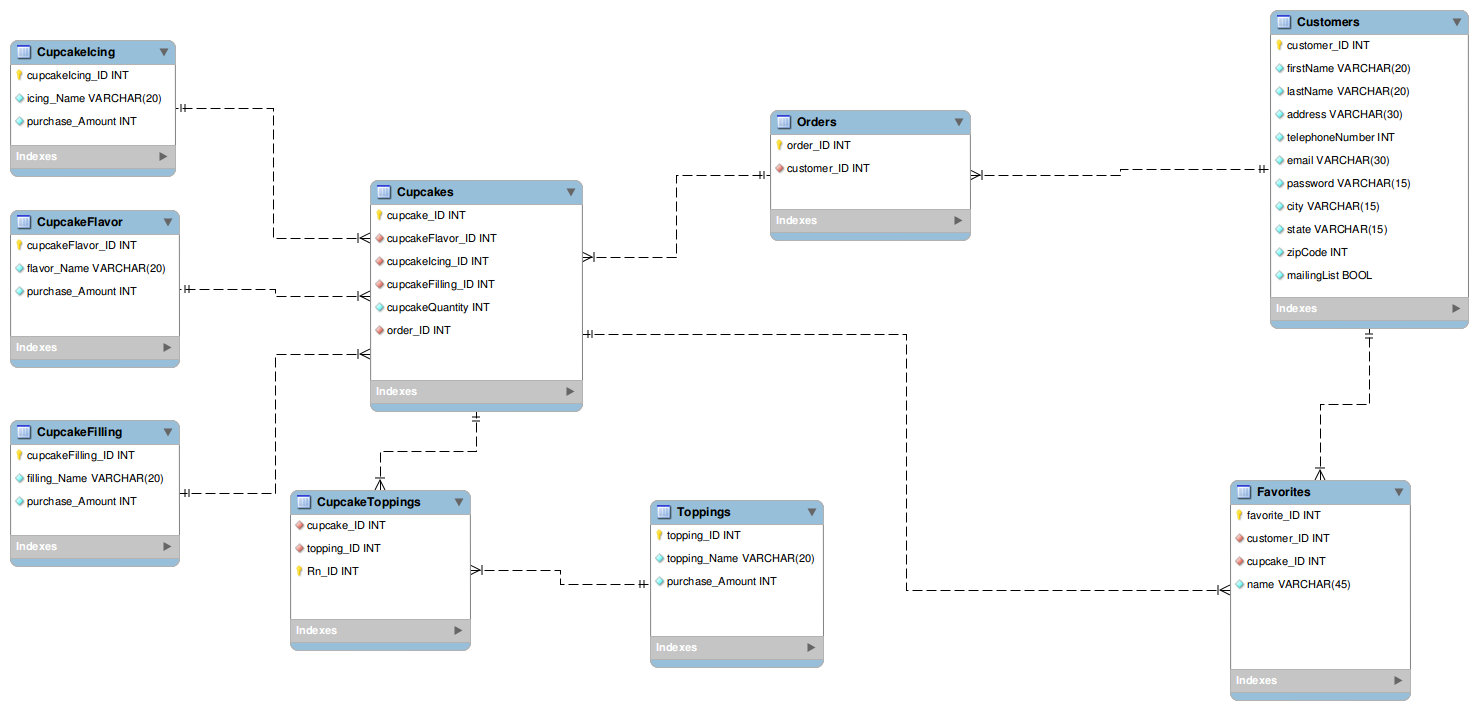 CupcakeIcing
cupcakeIcing_ID INT
icing_Name VARCHAR(20)
purchase_Amount INT
Indexes
CupcakeFlavor
cupcakeFlavor_ID INT
flavor_Name VARCHAR(20)
purchase_Amount INT
Indexes
CupcakeFilling
cupcakeFilling_ID INT
filling_Name VARCHAR(20)
purchase_Amount INT
Indexes
Cupcakes
cupcake_ID INT
cupcakeFlavor_ID INT
cupcakeIcing_ID INT
cupcakeFilling_ID INT
cupcakeQuantity INT
order_ID INT
Indexes
CupcakeToppings
cupcake_ID INT
topping_ID INT
Rn_ID INT
Indexes
Toppings
topping_ID INT
topping_Name VARCHAR(20)
purchase_Amount INT
Indexes
Orders
order_ID INT
customer_ID INT
Indexes
Customers
customer_ID INT
firstName VARCHAR(20)
lastName VARCHAR(20)
address VARCHAR(30)
telephoneNumber INT
email VARCHAR(30)
password VARCHAR(15)
city VARCHAR(15)
state VARCHAR(15)
zipCode INT
mailingList BOOL
Indexes
Favorites
favorite_ID INT
customer_ID INT
cupcake_ID INT
name VARCHAR(45)
Indexes